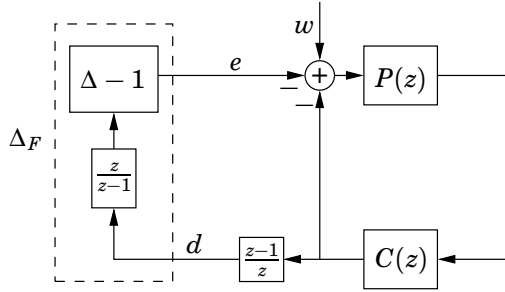 w
Δ − 1
e
−
+
−
P(z)
Δ_F
z/(z−1)
d
(z−1)/z
C(z)